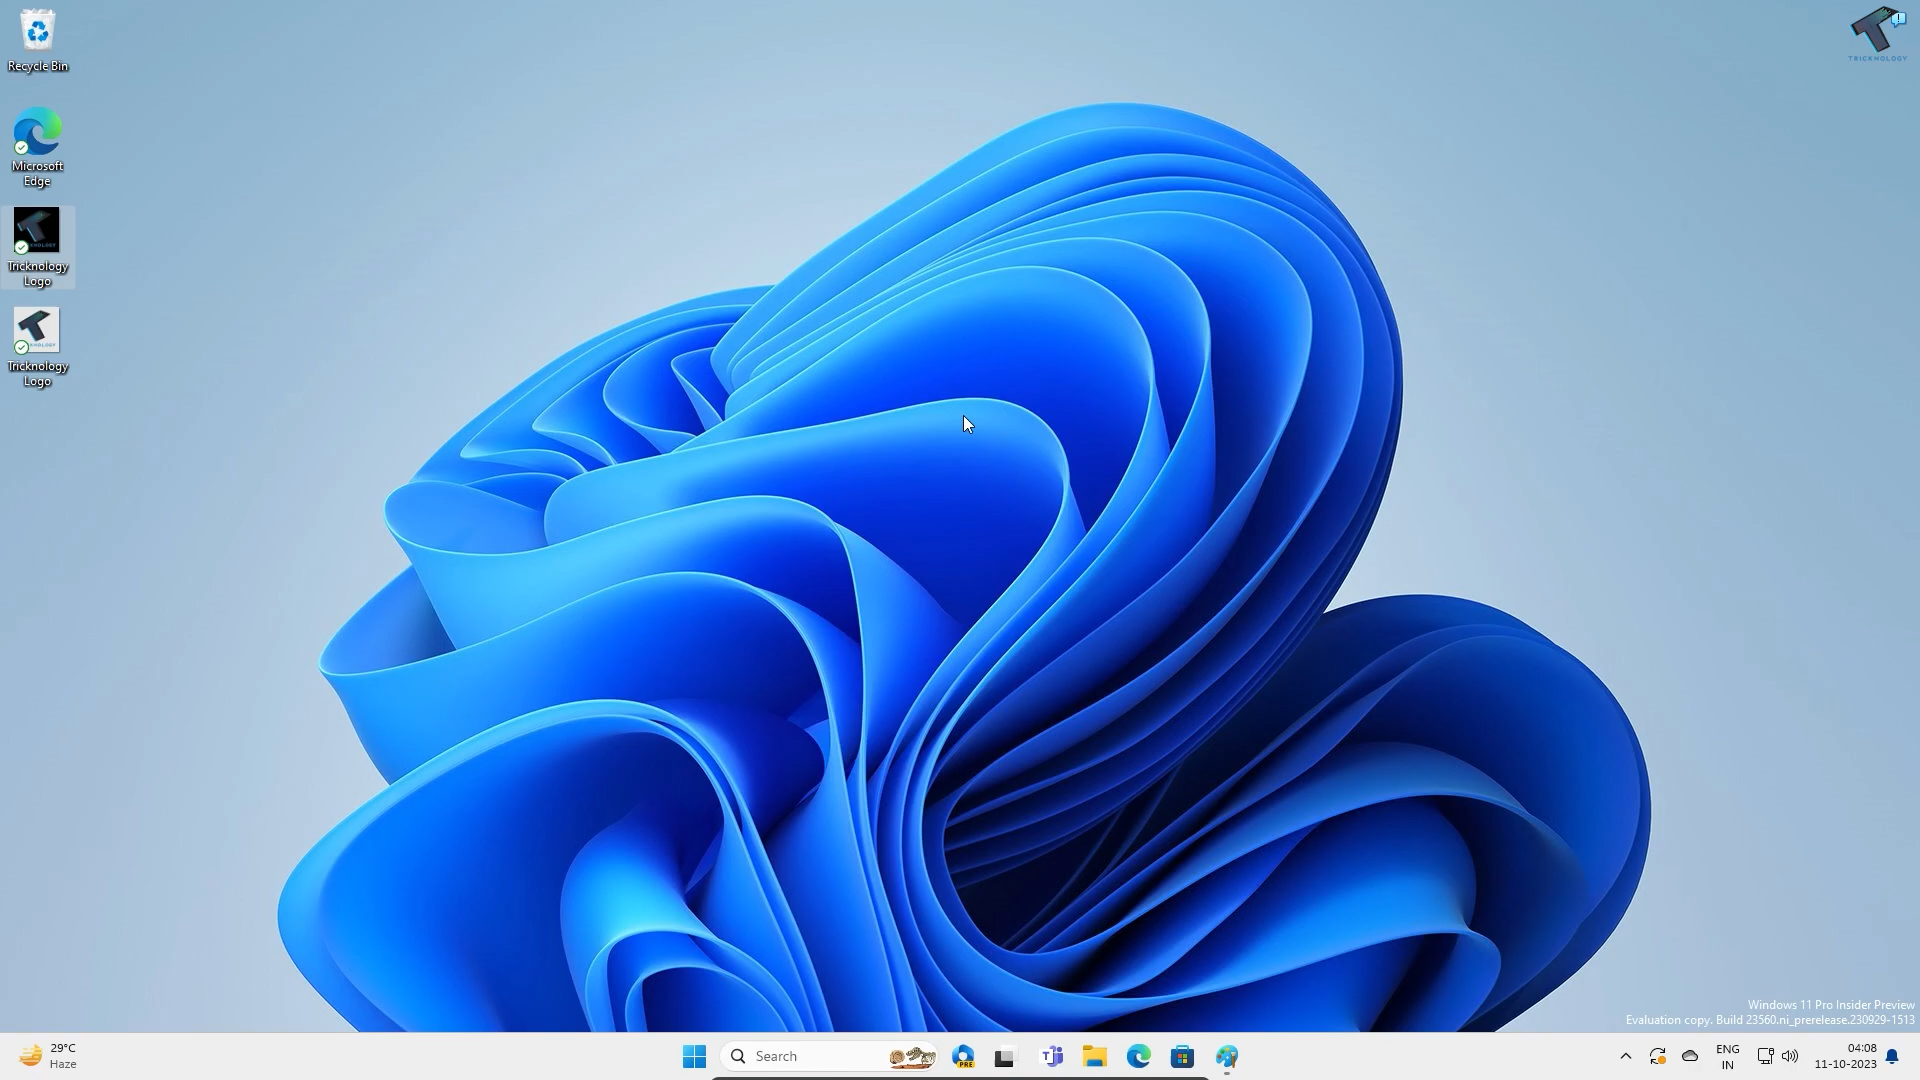 Recycle Bin
TRICKNOLOGY
Microsoft
Edge
Tricknology
Logo
Tricknology
Logo
Windows 11 Pro Insider Preview
Evaluation copy. Build 23560.ni_prerelease.230929-1513
29°C
Haze
Search
PRE
ENG
IN
04:08
11-10-2023